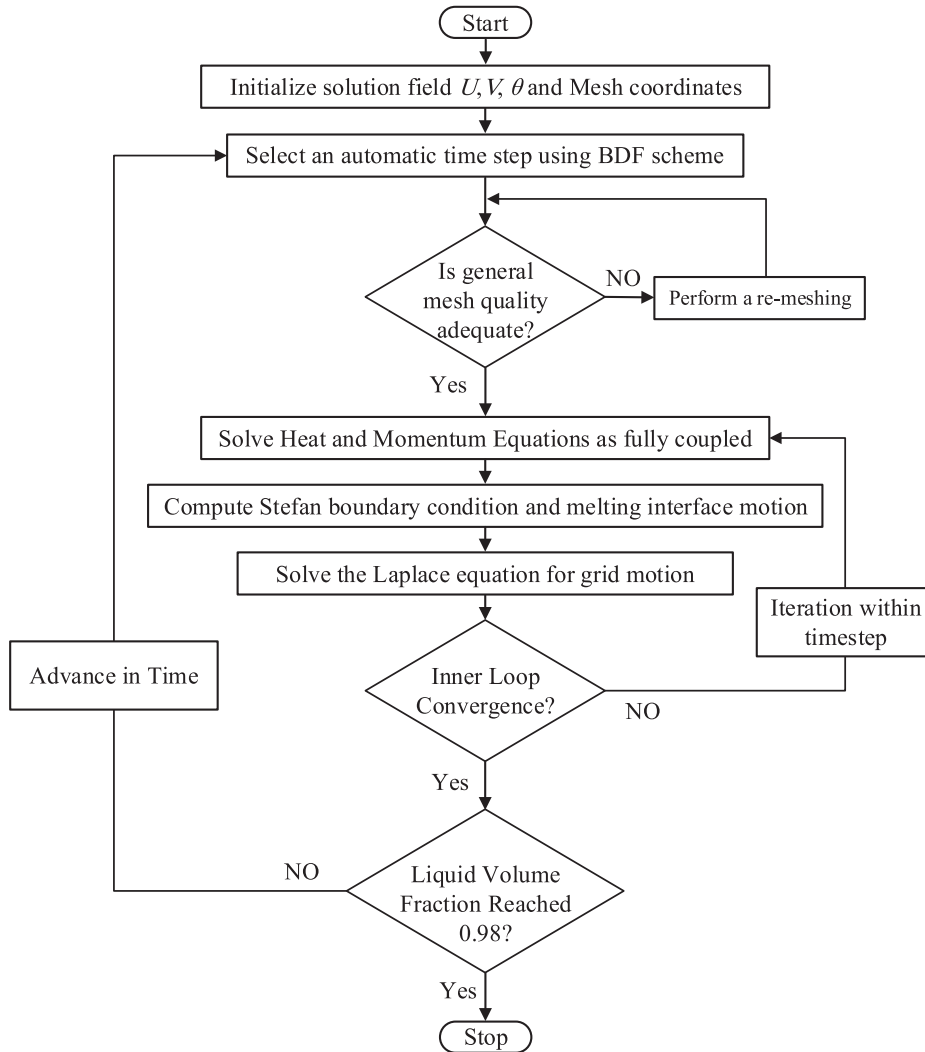 Start
Initialize solution field U, V, θ and Mesh coordinates
Select an automatic time step using BDF scheme
Is general
mesh quality
adequate?
NO
Perform a re-meshing
Yes
Solve Heat and Momentum Equations as fully coupled
Compute Stefan boundary condition and melting interface motion
Solve the Laplace equation for grid motion
Iteration within
timestep
Advance in Time
Inner Loop
Convergence?
NO
Yes
Liquid Volume
Fraction Reached
0.98?
NO
Yes
Stop